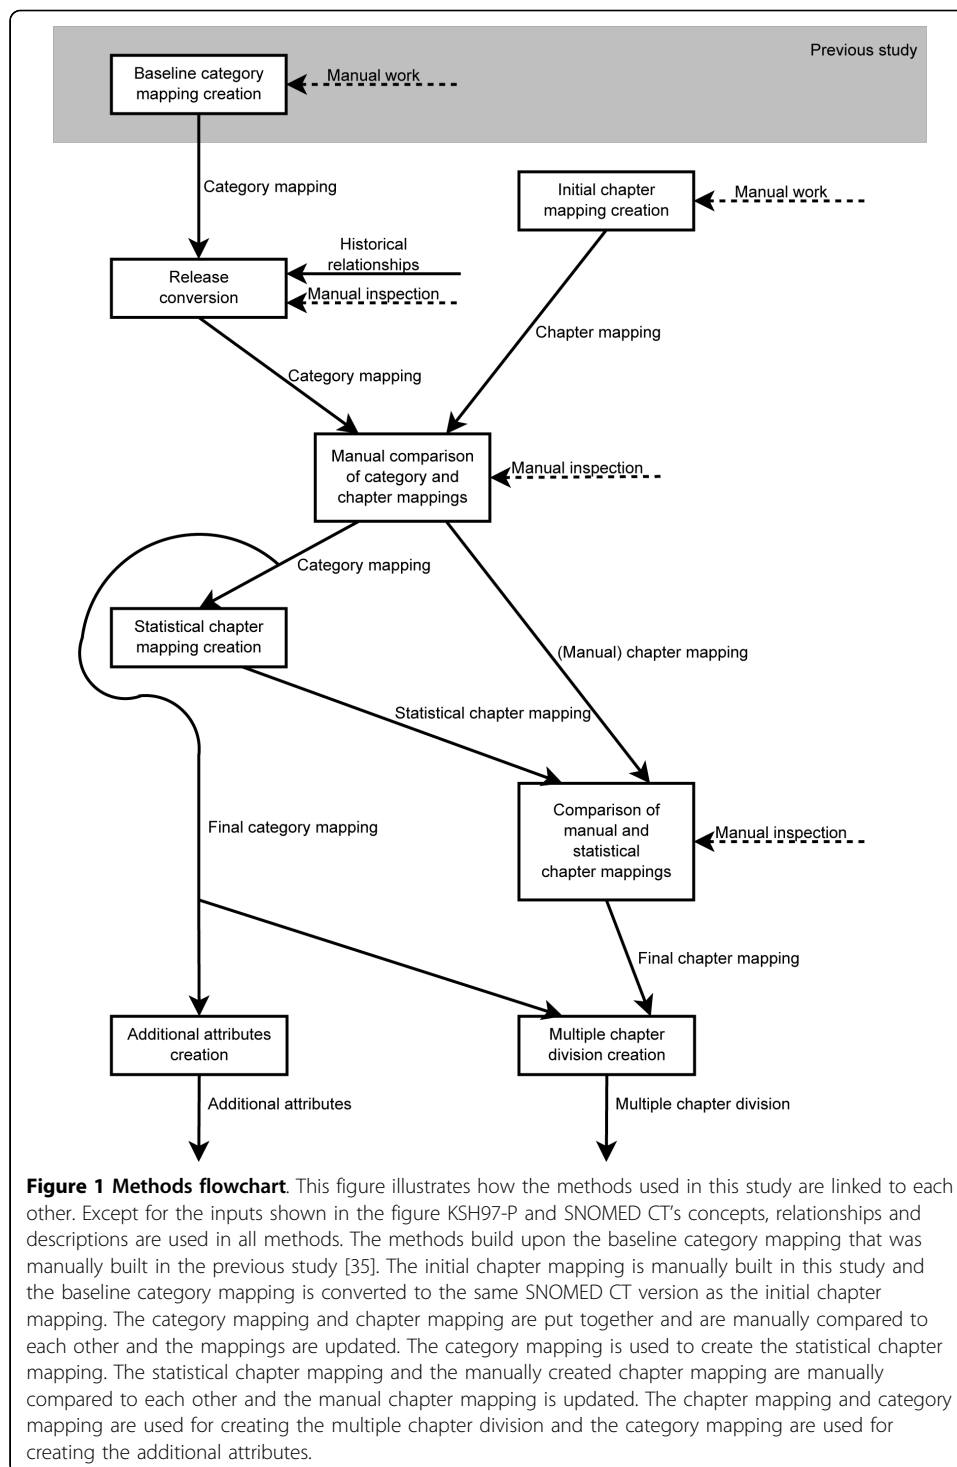 Previous study
Baseline category
mapping creation
Manual work
Category mapping
Initial chapter
mapping creation
Manual work
Historical
relationships
Release
conversion
Manual inspection
Chapter mapping
Category mapping
Manual comparison
of category and
chapter mappings
Manual inspection
Category mapping
Statistical chapter
mapping creation
(Manual) chapter mapping
Statistical chapter mapping
Comparison of
manual and
statistical
chapter mappings
Manual inspection
Final category mapping
Final chapter mapping
Additional attributes
creation
Multiple chapter
division creation
Additional attributes
Multiple chapter division
Figure 1 Methods flowchart. This figure illustrates how the methods used in this study are linked to each
other. Except for the inputs shown in the figure KSH97-P and SNOMED CT's concepts, relationships and
descriptions are used in all methods. The methods build upon the baseline category mapping that was
manually built in the previous study [35]. The initial chapter mapping is manually built in this study and
the baseline category mapping is converted to the same SNOMED CT version as the initial chapter
mapping. The category mapping and chapter mapping are put together and are manually compared to
each other and the mappings are updated. The category mapping is used to create the statistical chapter
mapping. The statistical chapter mapping and the manually created chapter mapping are manually
compared to each other and the manual chapter mapping is updated. The chapter mapping and category
mapping are used for creating the multiple chapter division and the category mapping are used for
creating the additional attributes.